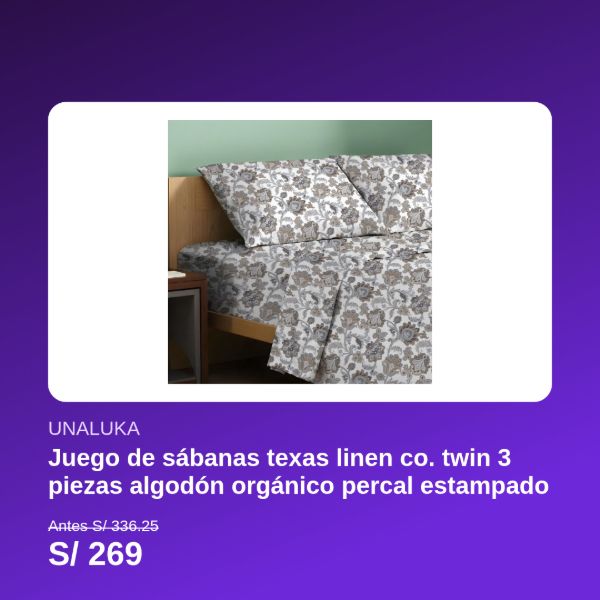 UNALUKA
Juego de sábanas texas linen co. twin 3
piezas algodón orgánico percal estampado
Antes S/ 336.25
S/ 269